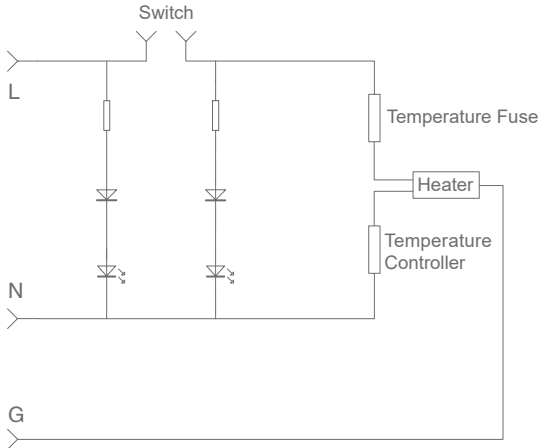 Switch
L
Temperature Fuse
Heater
Temperature
Controller
N
G